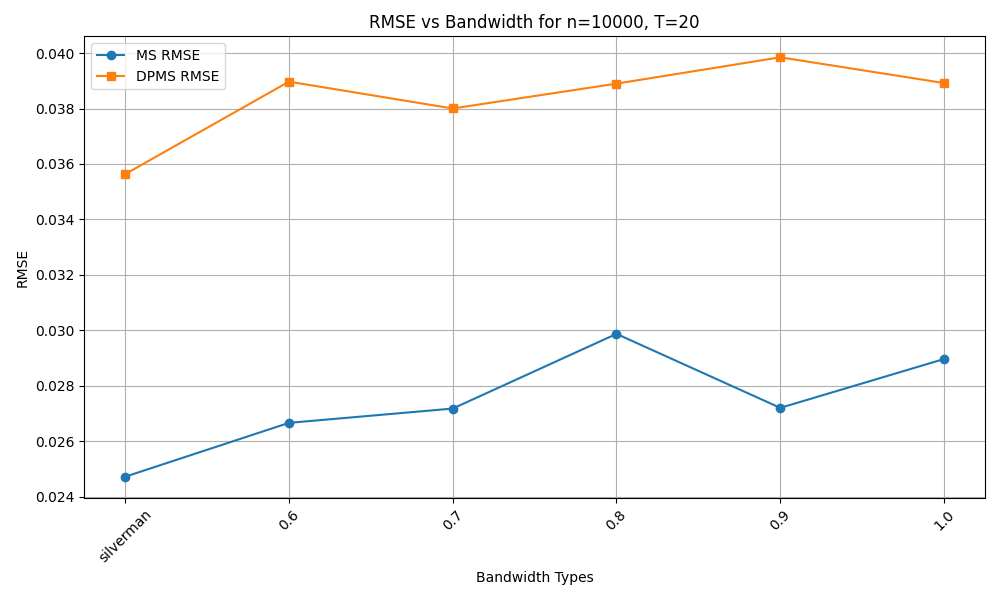 RMSE vs Bandwidth for n=10000, T=20
MS RMSE
DPMS RMSE
0.040
0.038
0.036
0.034
0.032
0.030
0.028
0.026
0.024
RMSE
silverman
0.6
0.7
0.8
0.9
1.0
Bandwidth Types